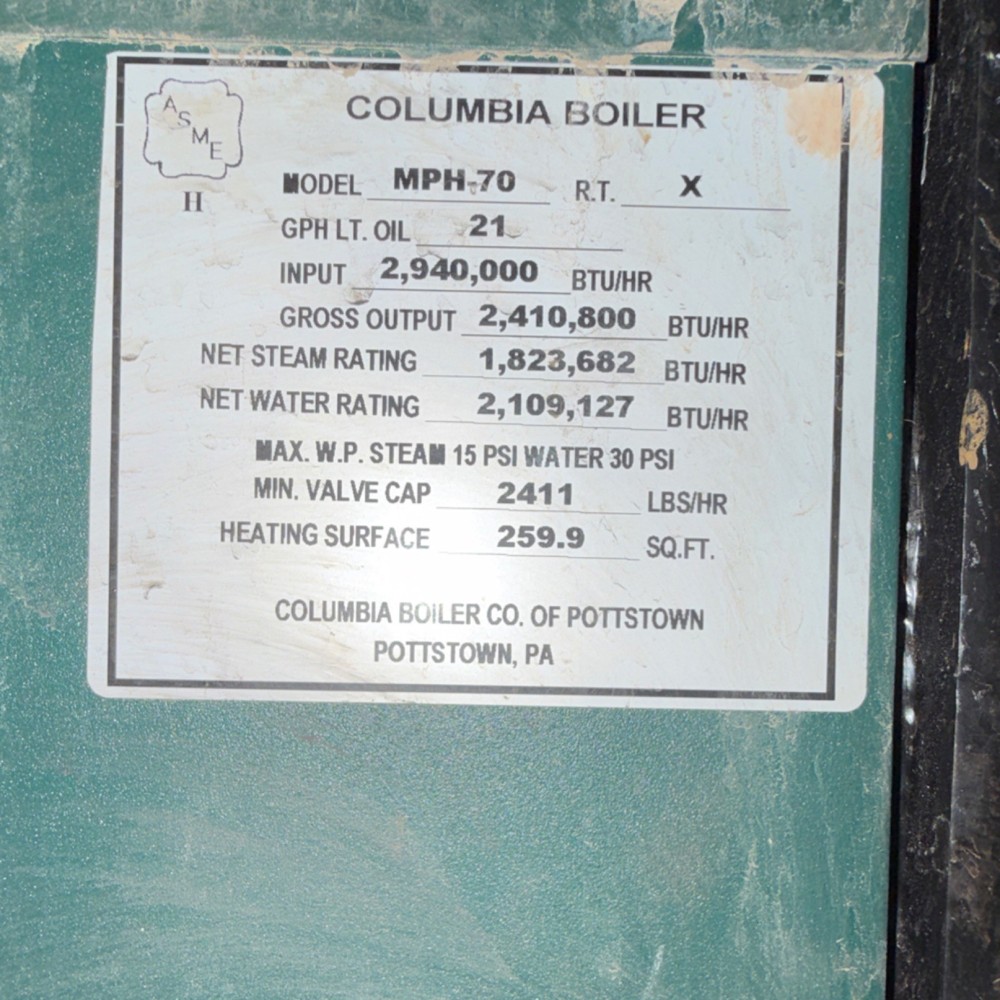 ASME
H
COLUMBIA BOILER
MODEL MPH-70 R.T. X
GPH LT. OIL 21
INPUT 2,940,000 BTU/HR
GROSS OUTPUT 2,410,800 BTU/HR
NET STEAM RATING 1,823,682 BTU/HR
NET WATER RATING 2,109,127 BTU/HR
MAX. W.P. STEAM 15 PSI WATER 30 PSI
MIN. VALVE CAP 2411 LBS/HR
HEATING SURFACE 259.9 SQ.FT.
COLUMBIA BOILER CO. OF POTTSTOWN
POTTSTOWN, PA